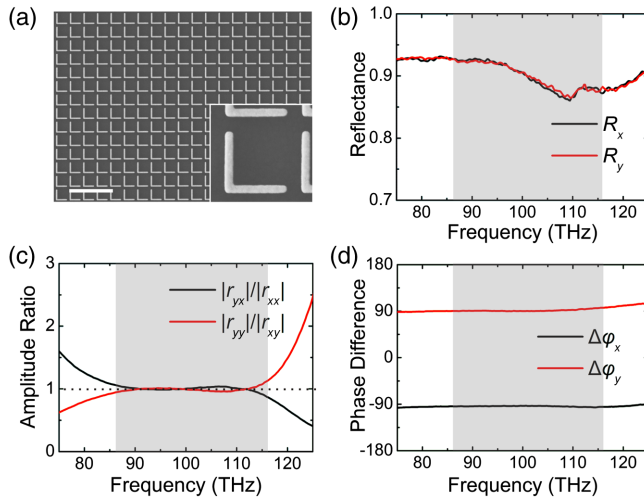 (a)
(b)
1.0
0.9
0.8
0.7
Reflectance
R_x
R_y
80 90 100 110 120
Frequency (THz)
(c)
3
2
1
0
Amplitude Ratio
|r_yx|/|r_xx|
|r_yy|/|r_xy|
80 90 100 110 120
Frequency (THz)
(d)
180
90
0
-90
-180
Phase Difference
Δφ_x
Δφ_y
80 90 100 110 120
Frequency (THz)